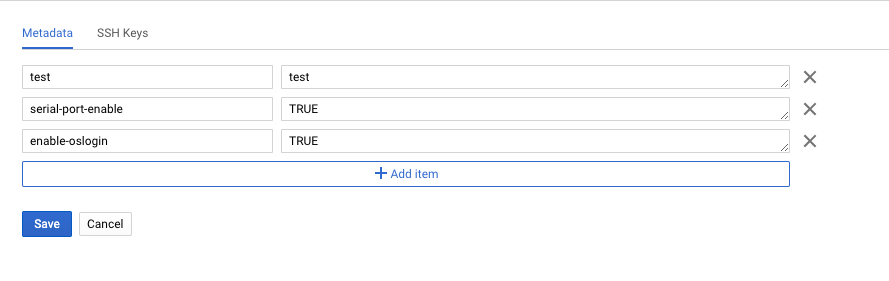 Metadata SSH Keys
test test
serial-port-enable TRUE
enable-oslogin TRUE
Add item
Save Cancel